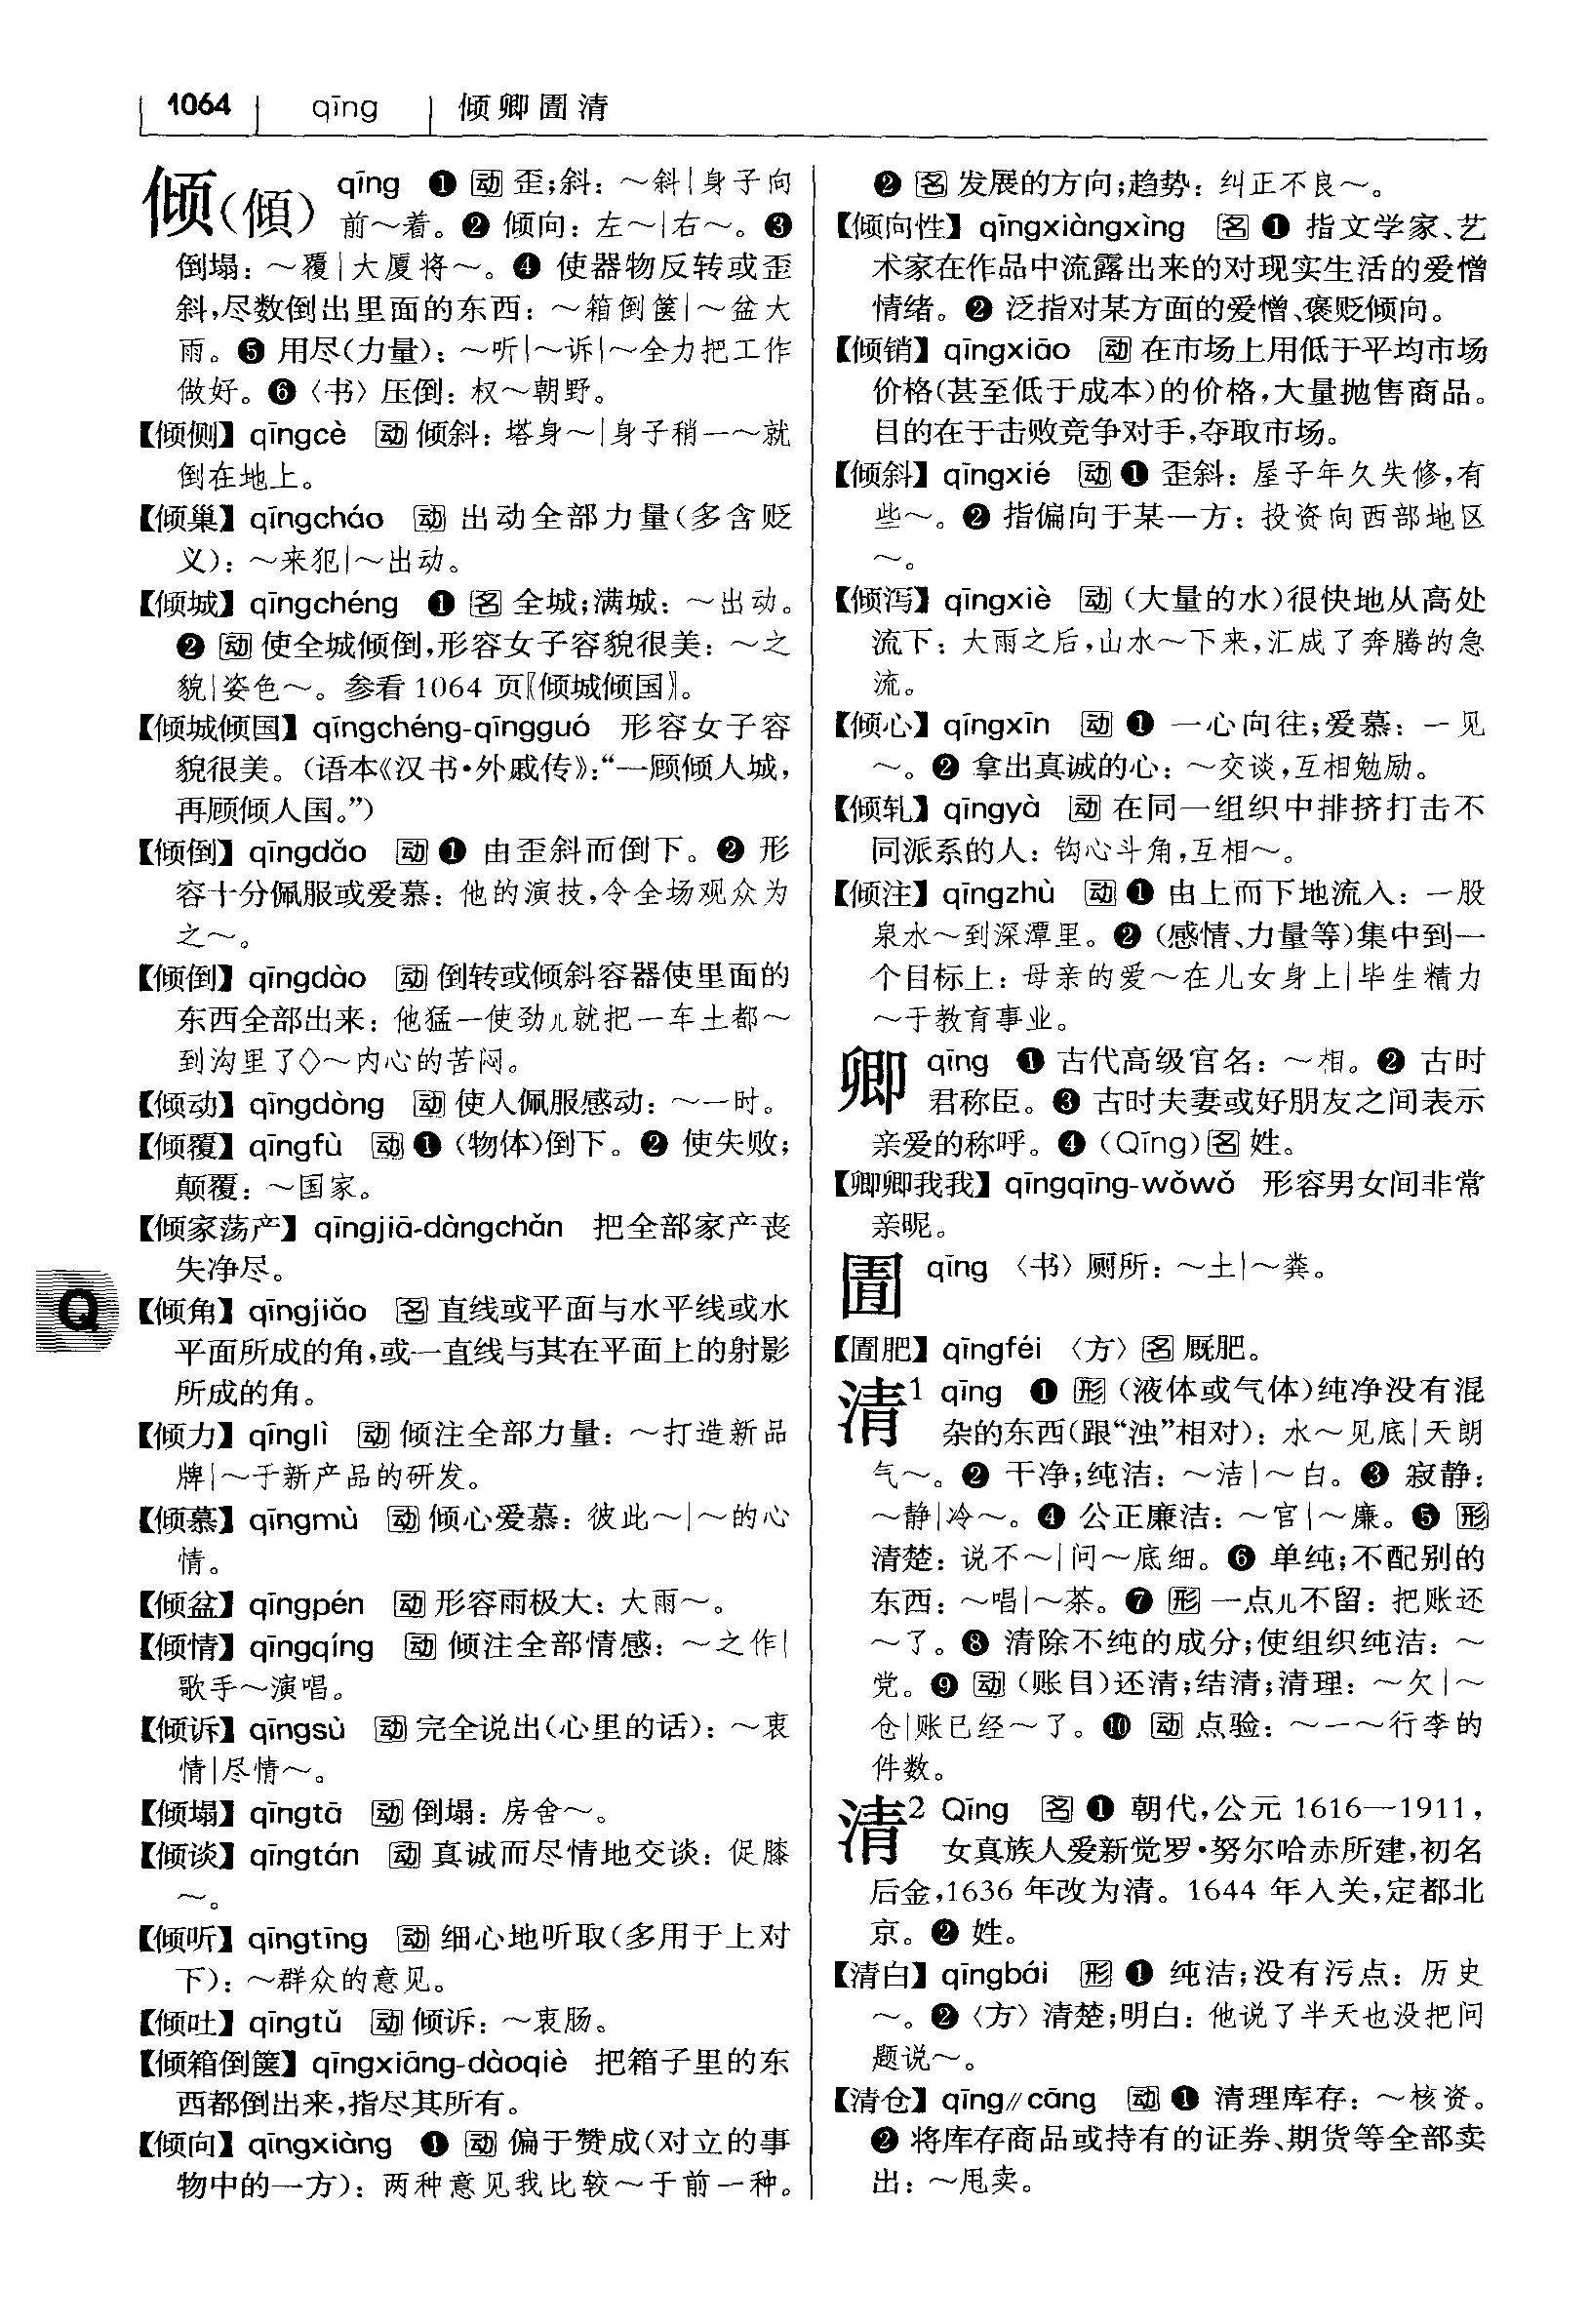 1064 qīng 倾卿圊清
倾(傾) qīng ❶ 动 歪;斜：～斜|身子向
前～着。❷ 倾向：左～|右～。❸
倒塌：～覆|大厦将～。❹ 使器物反转或歪
斜,尽数倒出里面的东西：～箱倒箧|～盆大
雨。❺ 用尽(力量)：～听|～诉|～全力把工作
做好。❻〈书〉压倒：权～朝野。
【倾侧】qīngcè 动 倾斜：塔身～|身子稍一～就
倒在地上。
【倾巢】qīngcháo 动 出动全部力量(多含贬
义)：～来犯|～出动。
【倾城】qīngchéng ❶ 名 全城;满城：～出动。
❷ 动 使全城倾倒,形容女子容貌很美：～之
貌|姿色～。参看1064页〖倾城倾国〗。
【倾城倾国】qīngchéng-qīngguó 形容女子容
貌很美。(语本《汉书·外戚传》：“一顾倾人城,
再顾倾人国。”)
【倾倒】qīngdǎo 动 ❶ 由歪斜而倒下。❷ 形
容十分佩服或爱慕：他的演技,令全场观众为
之～。
【倾倒】qīngdào 动 倒转或倾斜容器使里面的
东西全部出来：他猛一使劲儿就把一车土都～
到沟里了◇～内心的苦闷。
【倾动】qīngdòng 动 使人佩服感动：～一时。
【倾覆】qīngfù 动 ❶ (物体)倒下。❷ 使失败;
颠覆：～国家。
【倾家荡产】qīngjiā-dàngchǎn 把全部家产丧
失净尽。
Q
【倾角】qīngjiǎo 名 直线或平面与水平线或水
平面所成的角,或一直线与其在平面上的射影
所成的角。
【倾力】qīnglì 动 倾注全部力量：～打造新品
牌|～于新产品的研发。
【倾慕】qīngmù 动 倾心爱慕：彼此～|～的心
情。
【倾盆】qīngpén 动 形容雨极大：大雨～。
【倾情】qīngqíng 动 倾注全部情感：～之作|
歌手～演唱。
【倾诉】qīngsù 动 完全说出(心里的话)：～衷
情|尽情～。
【倾塌】qīngtā 动 倒塌：房舍～。
【倾谈】qīngtán 动 真诚而尽情地交谈：促膝
～。
【倾听】qīngtīng 动 细心地听取(多用于上对
下)：～群众的意见。
【倾吐】qīngtǔ 动 倾诉：～衷肠。
【倾箱倒箧】qīngxiāng-dàoqiè 把箱子里的东
西都倒出来,指尽其所有。
【倾向】qīngxiàng ❶ 动 偏于赞成(对立的事
物中的一方)：两种意见我比较～于前一种。
❷ 名 发展的方向;趋势：纠正不良～。
【倾向性】qīngxiàngxìng 名 ❶ 指文学家、艺
术家在作品中流露出来的对现实生活的爱憎
情绪。❷ 泛指对某方面的爱憎、褒贬倾向。
【倾销】qīngxiāo 动 在市场上用低于平均市场
价格(甚至低于成本)的价格,大量抛售商品。
目的在于击败竞争对手,夺取市场。
【倾斜】qīngxié 动 ❶ 歪斜：屋子年久失修,有
些～。❷ 指偏向于某一方：投资向西部地区
～。
【倾泻】qīngxiè 动 (大量的水)很快地从高处
流下：大雨之后,山水～下来,汇成了奔腾的急
流。
【倾心】qīngxīn 动 ❶ 一心向往;爱慕：一见
～。❷ 拿出真诚的心：～交谈,互相勉励。
【倾轧】qīngyà 动 在同一组织中排挤打击不
同派系的人：钩心斗角,互相～。
【倾注】qīngzhù 动 ❶ 由上而下地流入：一股
泉水～到深潭里。❷ (感情、力量等)集中到一
个目标上：母亲的爱～在儿女身上|毕生精力
～于教育事业。
卿 qīng ❶ 古代高级官名：～相。❷ 古时
君称臣。❸ 古时夫妻或好朋友之间表示
亲爱的称呼。❹ (Qīng) 名 姓。
【卿卿我我】qīngqīng-wǒwǒ 形容男女间非常
亲昵。
圊 qīng 〈书〉厕所：～土|～粪。
【圊肥】qīngféi 〈方〉名 厩肥。
清1 qīng ❶ 形 (液体或气体)纯净没有混
杂的东西(跟“浊”相对)：水～见底|天朗
气～。❷ 干净;纯洁：～洁|～白。❸ 寂静：
～静|冷～。❹ 公正廉洁：～官|～廉。❺ 形
清楚：说不～|问～底细。❻ 单纯;不配别的
东西：～唱|～茶。❼ 形 一点儿不留：把账还
～了。❽ 清除不纯的成分;使组织纯洁：～
党。❾ 动 (账目)还清;结清;清理：～欠|～
仓|账已经～了。❿ 动 点验：～一～行李的
件数。
清2 Qīng 名 ❶ 朝代,公元1616—1911,
女真族人爱新觉罗·努尔哈赤所建,初名
后金,1636年改为清。1644年入关,定都北
京。❷ 姓。
【清白】qīngbái 形 ❶ 纯洁;没有污点：历史
～。❷〈方〉清楚;明白：他说了半天也没把问
题说～。
【清仓】qīng∥cāng 动 ❶ 清理库存：～核资。
❷ 将库存商品或持有的证券、期货等全部卖
出：～甩卖。